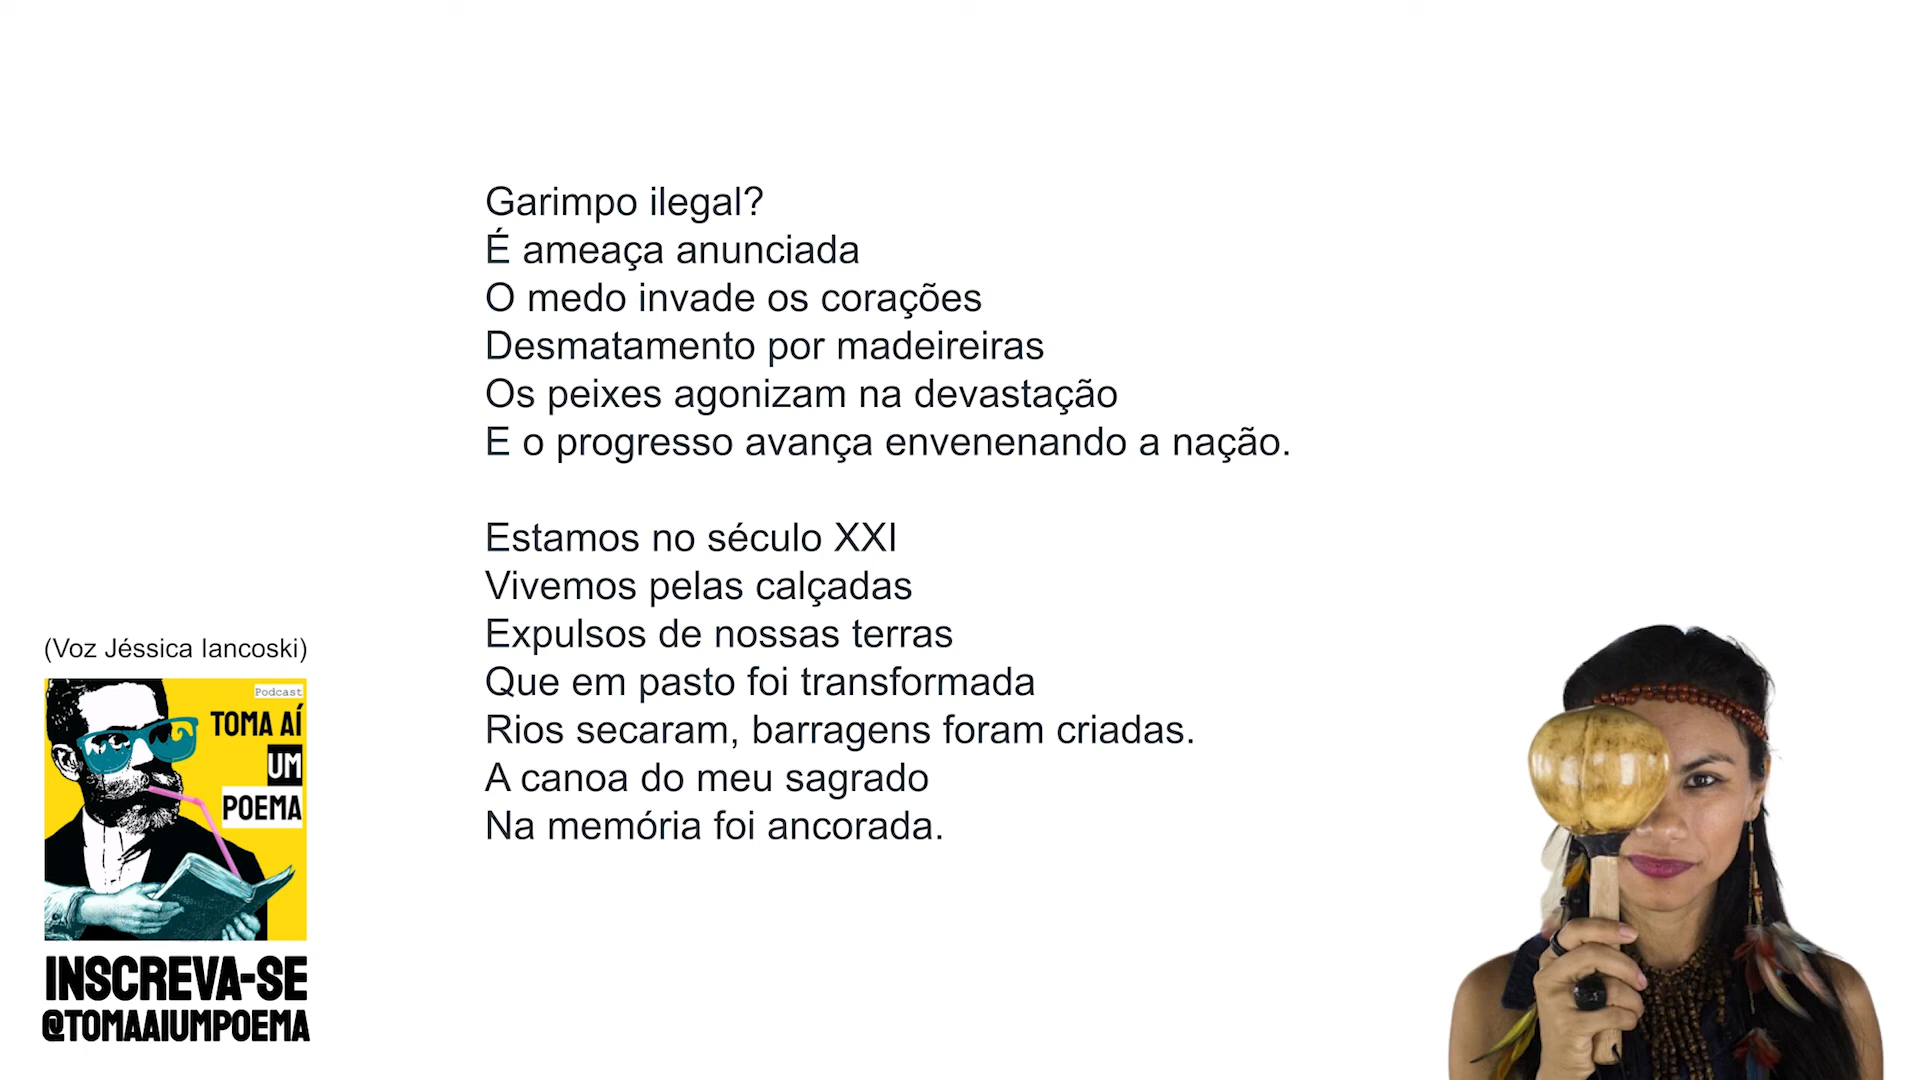 Garimpo ilegal?
É ameaça anunciada
O medo invade os corações
Desmatamento por madeireiras
Os peixes agonizam na devastação
E o progresso avança envenenando a nação.
Estamos no século XXI
Vivemos pelas calçadas
Expulsos de nossas terras
Que em pasto foi transformada
Rios secaram, barragens foram criadas.
A canoa do meu sagrado
Na memória foi ancorada.
(Voz Jéssica Iancoski)
Podcast
TOMA AÍ
UM
POEMA
INSCREVA-SE
@TOMAAIUMPOEMA